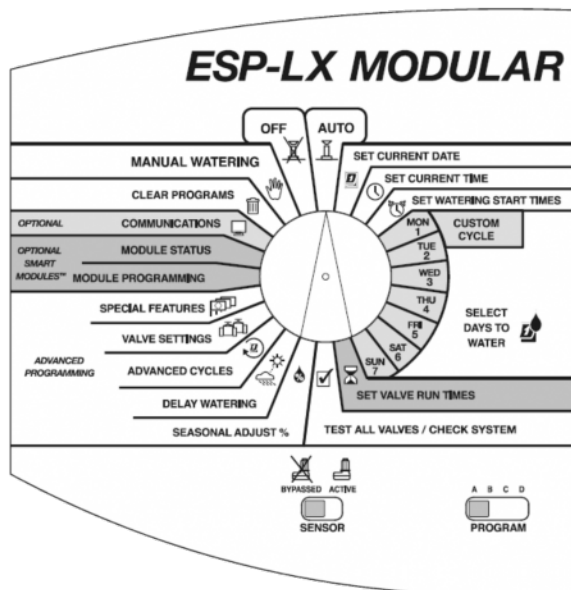 ESP-LX MODULAR
OFF
AUTO
MANUAL WATERING
SET CURRENT DATE
SET CURRENT TIME
CLEAR PROGRAMS
SET WATERING START TIMES
OPTIONAL
COMMUNICATIONS
MON
1
CUSTOM
CYCLE
OPTIONAL
SMART
MODULES™
MODULE STATUS
MODULE PROGRAMMING
TUE
2
WED
3
THU
4
FRI
5
SAT
6
SUN
7
SELECT
DAYS TO
WATER
SPECIAL FEATURES
VALVE SETTINGS
ADVANCED
PROGRAMMING
ADVANCED CYCLES
DELAY WATERING
SEASONAL ADJUST %
SET VALVE RUN TIMES
TEST ALL VALVES / CHECK SYSTEM
BYPASSED ACTIVE
SENSOR
A B C D
PROGRAM